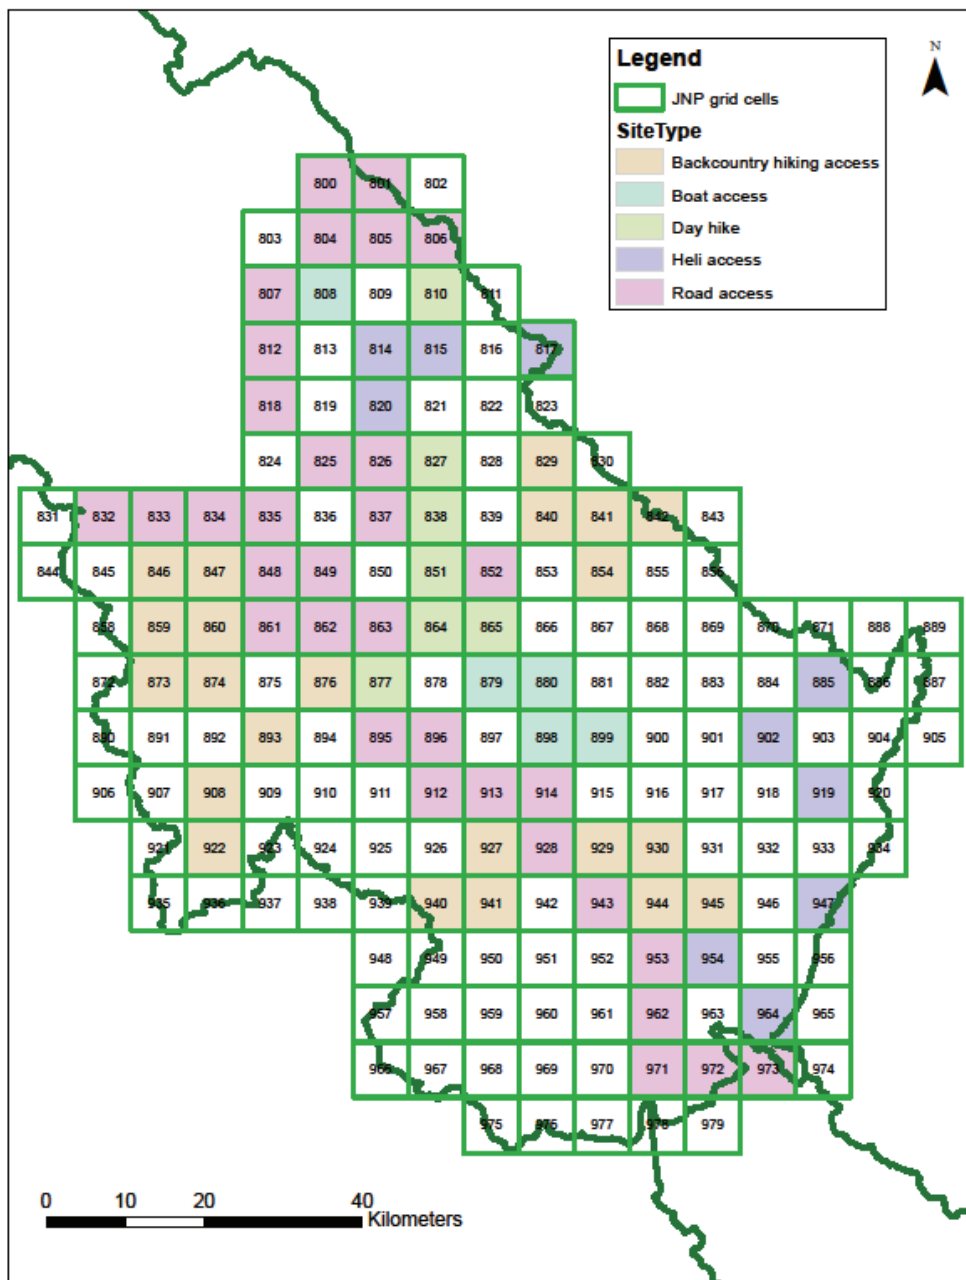 N
Legend
JNP grid cells
SiteType
Backcountry hiking access
Boat access
Day hike
Heli access
Road access
800 801 802
803 804 805 806
807 808 809 810 811
812 813 814 815 816 817
818 819 820 821 822 823
824 825 826 827 828 829 830
831 832 833 834 835 836 837 838 839 840 841 842 843
844 845 846 847 848 849 850 851 852 853 854 855 856
858 859 860 861 862 863 864 865 866 867 868 869 870 871 888 889
872 873 874 875 876 877 878 879 880 881 882 883 884 885 886 887
890 891 892 893 894 895 896 897 898 899 900 901 902 903 904 905
906 907 908 909 910 911 912 913 914 915 916 917 918 919 920
921 922 923 924 925 926 927 928 929 930 931 932 933 934
935 936 937 938 939 940 941 942 943 944 945 946 947
948 949 950 951 952 953 954 955 956
957 958 959 960 961 962 963 964 965
966 967 968 969 970 971 972 973 974
975 976 977 978 979
0 10 20 40
Kilometers